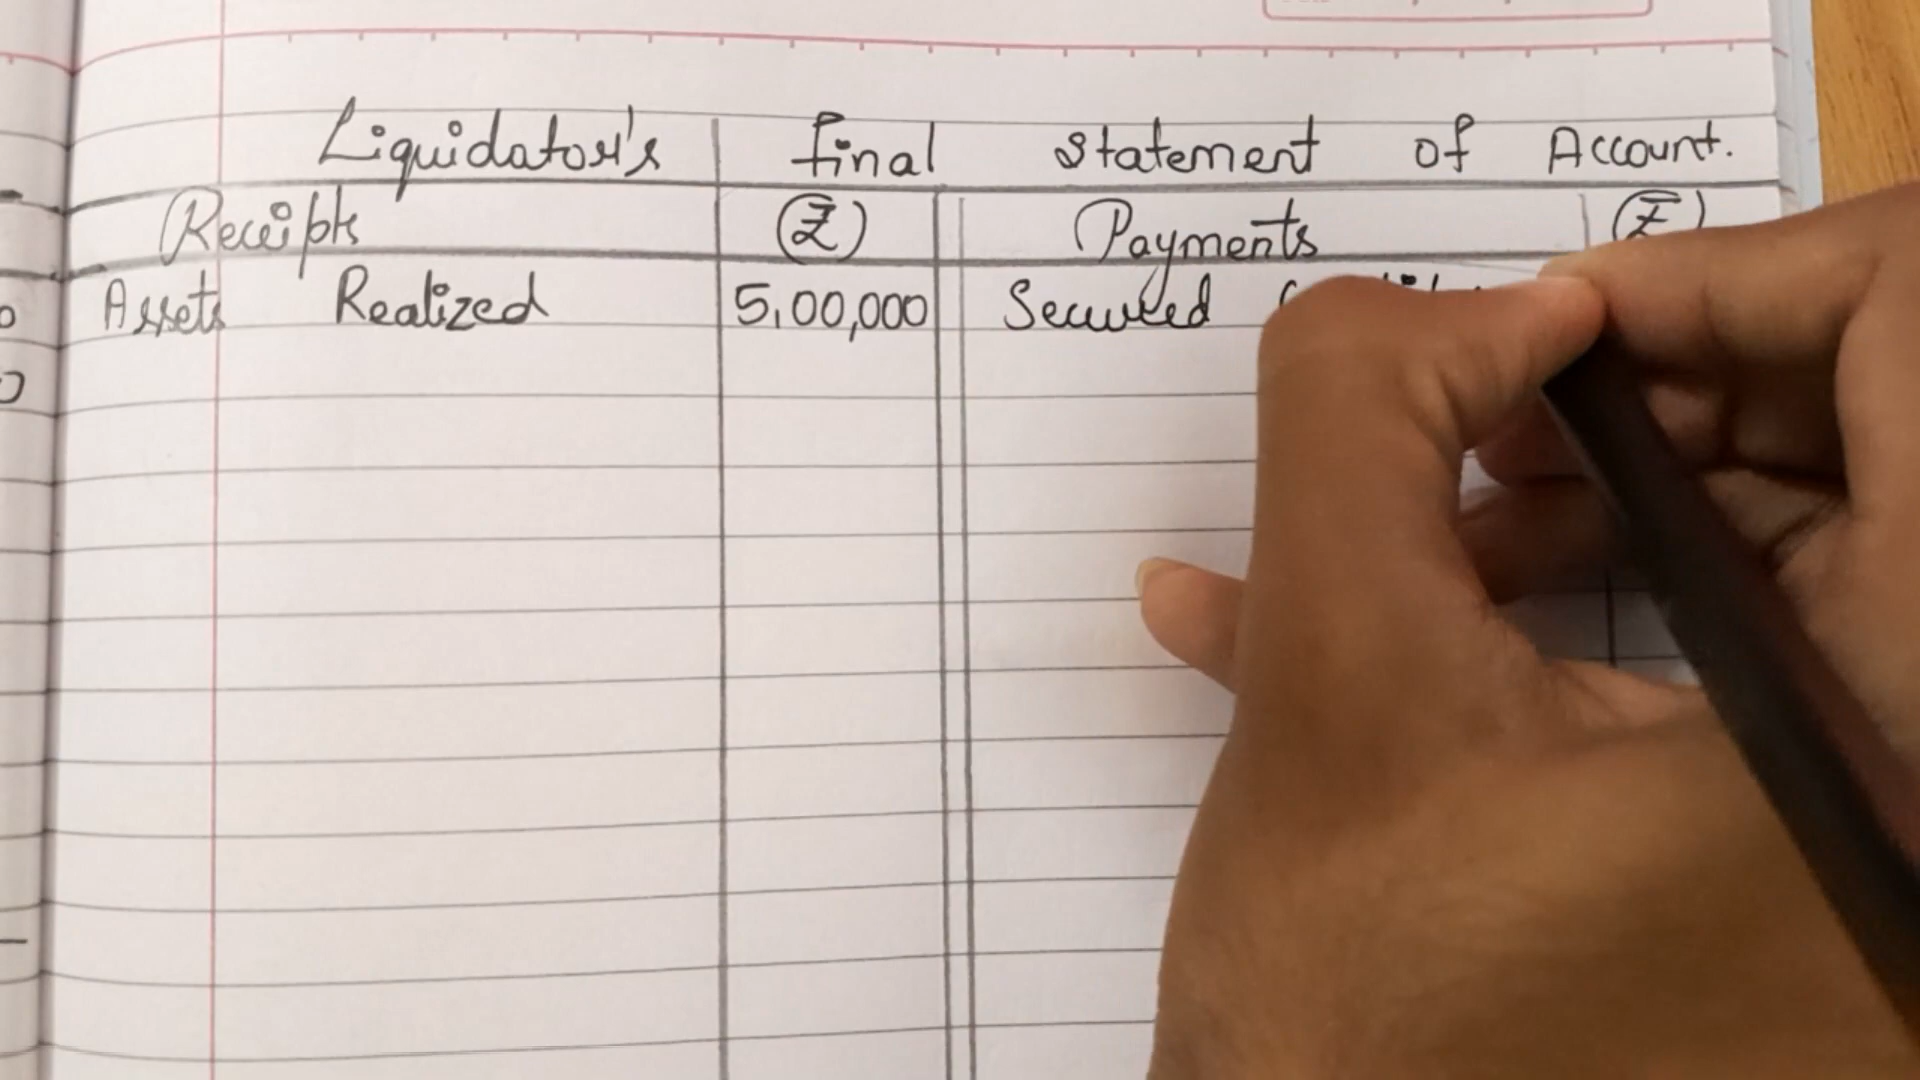 Liquidator's final statement of Account.
Receipts (₹) Payments (₹)
Assets Realized 5,00,000 Secured